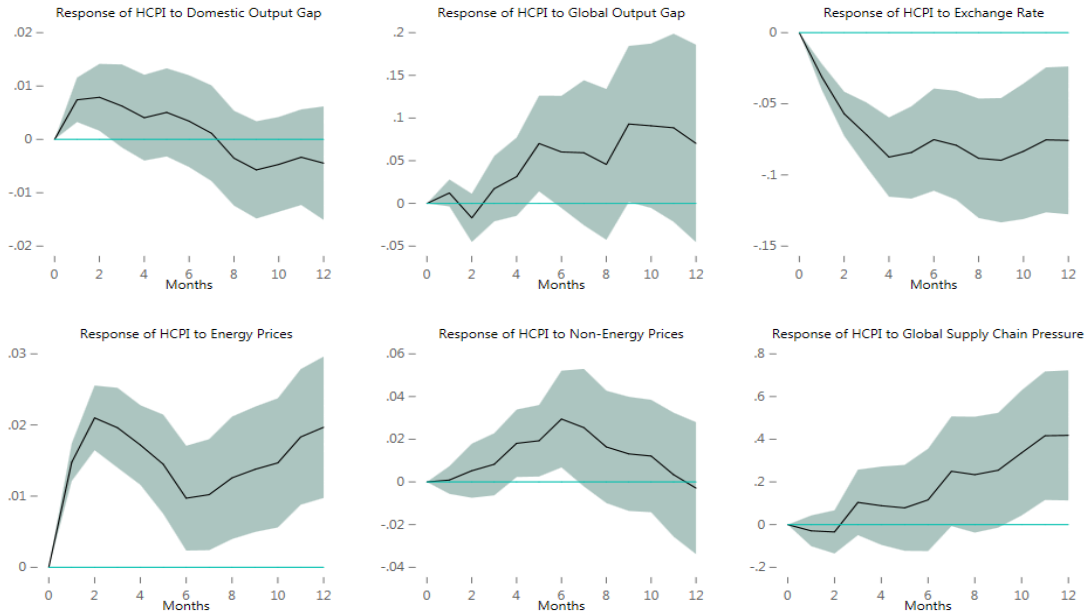 Response of HCPI to Domestic Output Gap
.02
.01
0
-.01
-.02
0 2 4 6 8 10 12
Months
Response of HCPI to Global Output Gap
.2
.15
.1
.05
0
-.05
0 2 4 6 8 10 12
Months
Response of HCPI to Exchange Rate
0
-.05
-.1
-.15
0 2 4 6 8 10 12
Months
Response of HCPI to Energy Prices
.03
.02
.01
0
0 2 4 6 8 10 12
Months
Response of HCPI to Non-Energy Prices
.06
.04
.02
0
-.02
-.04
0 2 4 6 8 10 12
Months
Response of HCPI to Global Supply Chain Pressure
.8
.6
.4
.2
0
-.2
0 2 4 6 8 10 12
Months